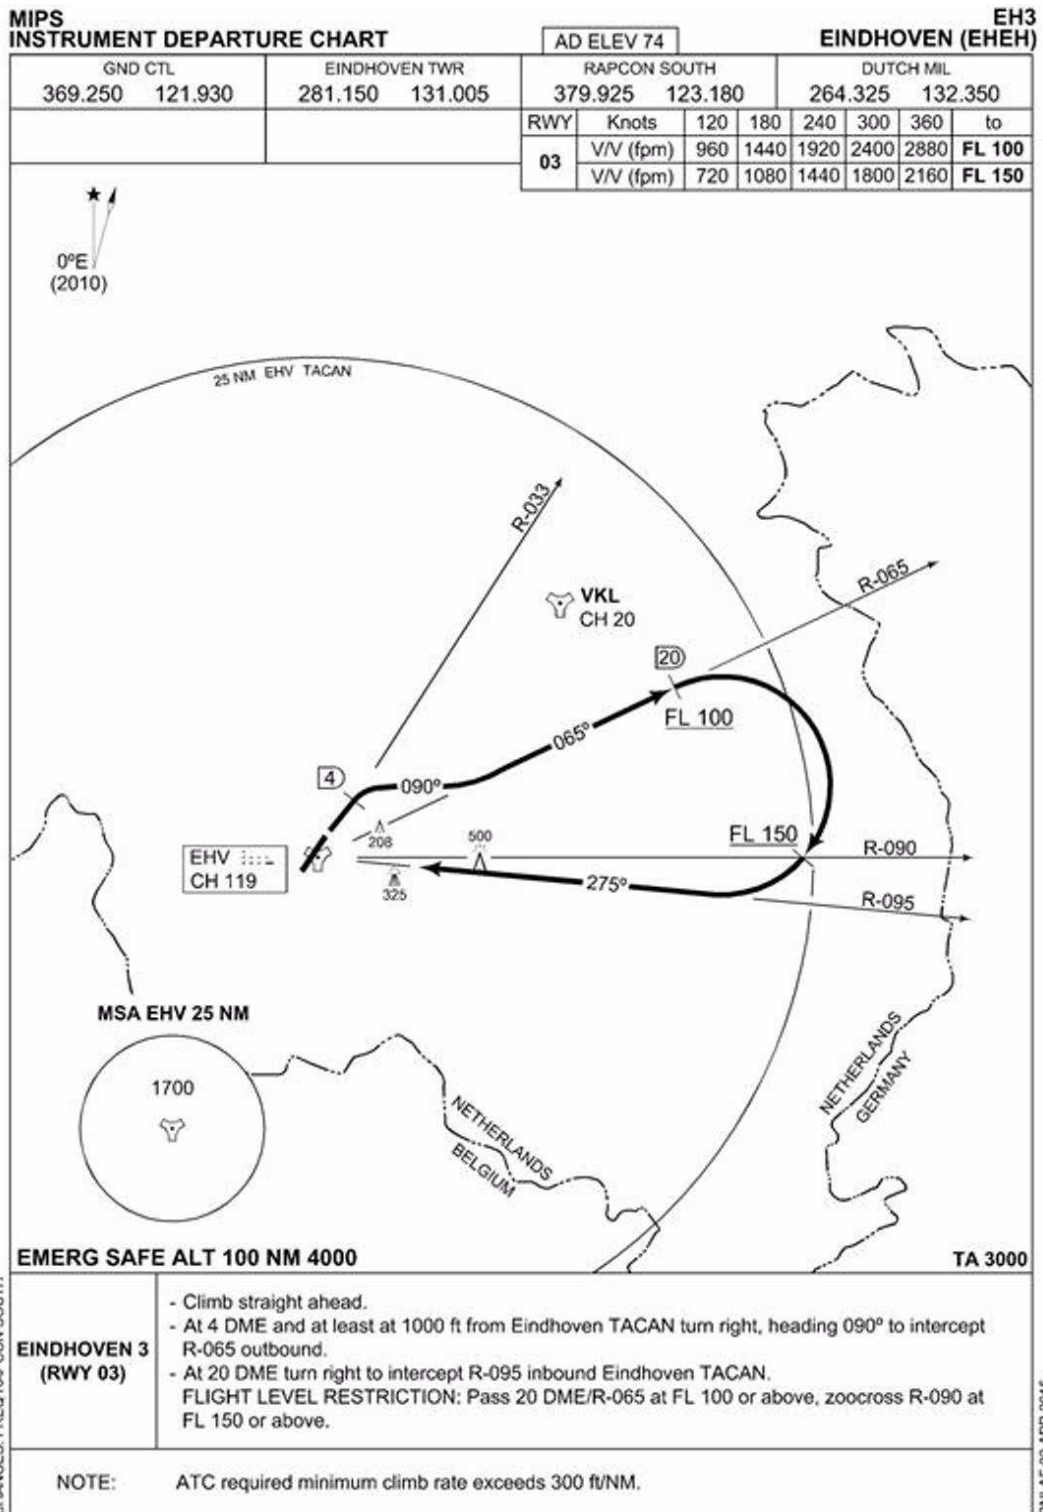 MIPS
INSTRUMENT DEPARTURE CHART
AD ELEV 74
EH3
EINDHOVEN (EHEH)
GND CTL
369.250 121.930
EINDHOVEN TWR
281.150 131.005
RAPCON SOUTH
379.925 123.180
DUTCH MIL
264.325 132.350
RWY Knots 120 180 240 300 360 to
03 V/V (fpm) 960 1440 1920 2400 2880 FL 100
V/V (fpm) 720 1080 1440 1800 2160 FL 150
0ºE
(2010)
25 NM EHV TACAN
R-033
VKL
CH 20
R-065
20
FL 100
065º
4
090º
208
500
FL 150
R-090
EHV
CH 119
325
275º
R-095
MSA EHV 25 NM
1700
NETHERLANDS
GERMANY
NETHERLANDS
BELGIUM
EMERG SAFE ALT 100 NM 4000
TA 3000
EINDHOVEN 3
(RWY 03)
- Climb straight ahead.
- At 4 DME and at least at 1000 ft from Eindhoven TACAN turn right, heading 090º to intercept
R-065 outbound.
- At 20 DME turn right to intercept R-095 inbound Eindhoven TACAN.
FLIGHT LEVEL RESTRICTION: Pass 20 DME/R-065 at FL 100 or above, zoocross R-090 at
FL 150 or above.
NOTE: ATC required minimum climb rate exceeds 300 ft/NM.